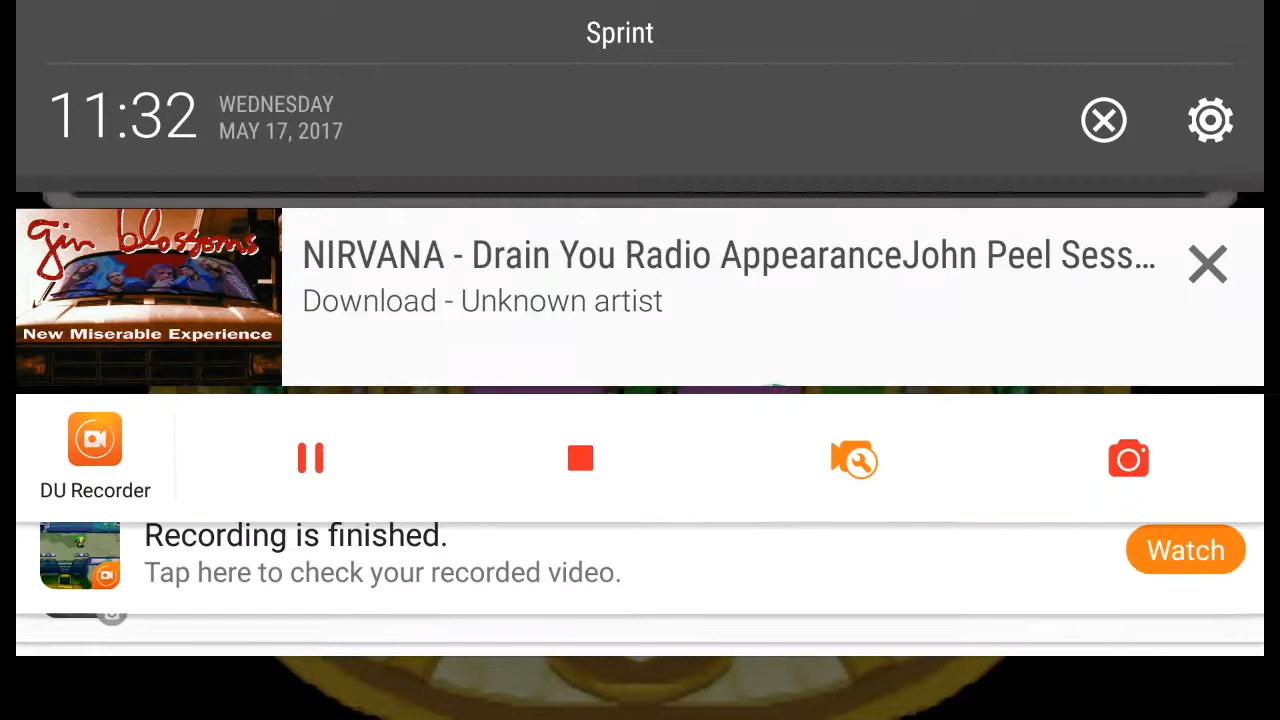 Sprint
11:32
WEDNESDAY
MAY 17, 2017
gin blossoms
New Miserable Experience
NIRVANA - Drain You Radio AppearanceJohn Peel Sess...
Download - Unknown artist
DU Recorder
Recording is finished.
Tap here to check your recorded video.
Watch